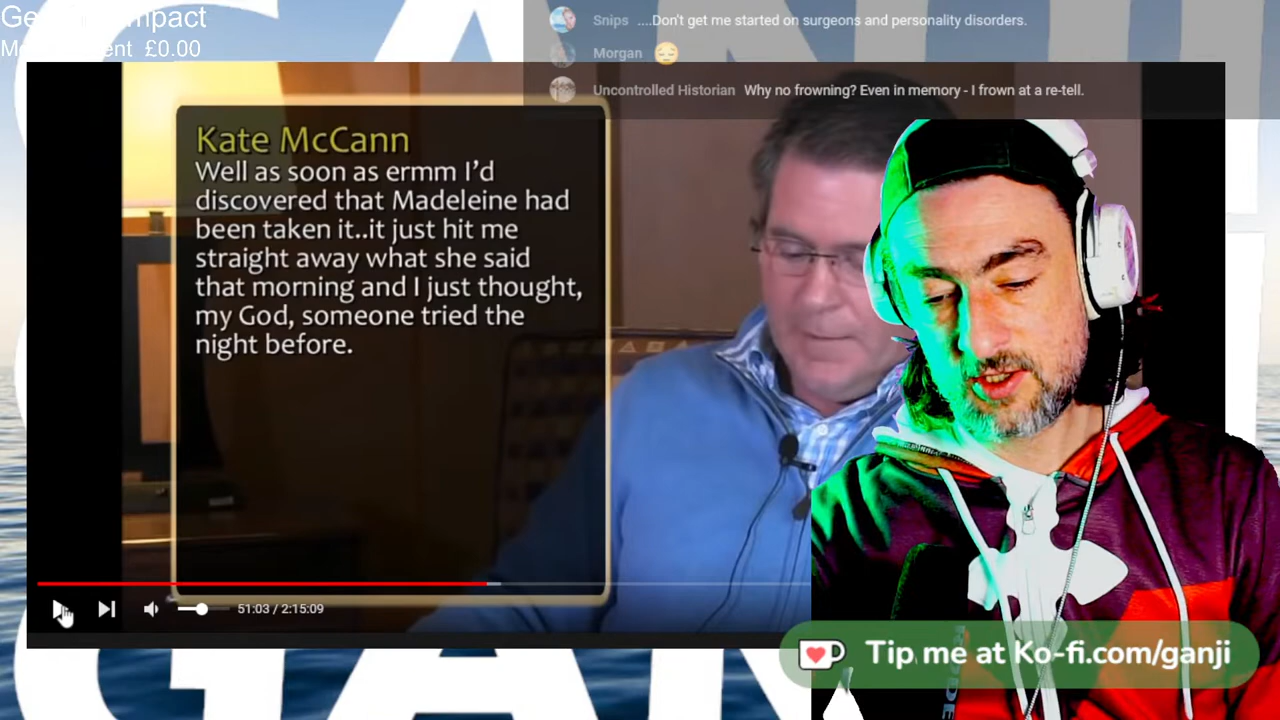 Snips ....Don't get me started on surgeons and personality disorders.
Morgan
Uncontrolled Historian Why no frowning? Even in memory - I frown at a re-tell.
£0.00
Kate McCann
Well as soon as ermm I'd
discovered that Madeleine had
been taken it..it just hit me
straight away what she said
that morning and I just thought,
my God, someone tried the
night before.
51:03 / 2:15:09
Tip me at Ko-fi.com/ganji